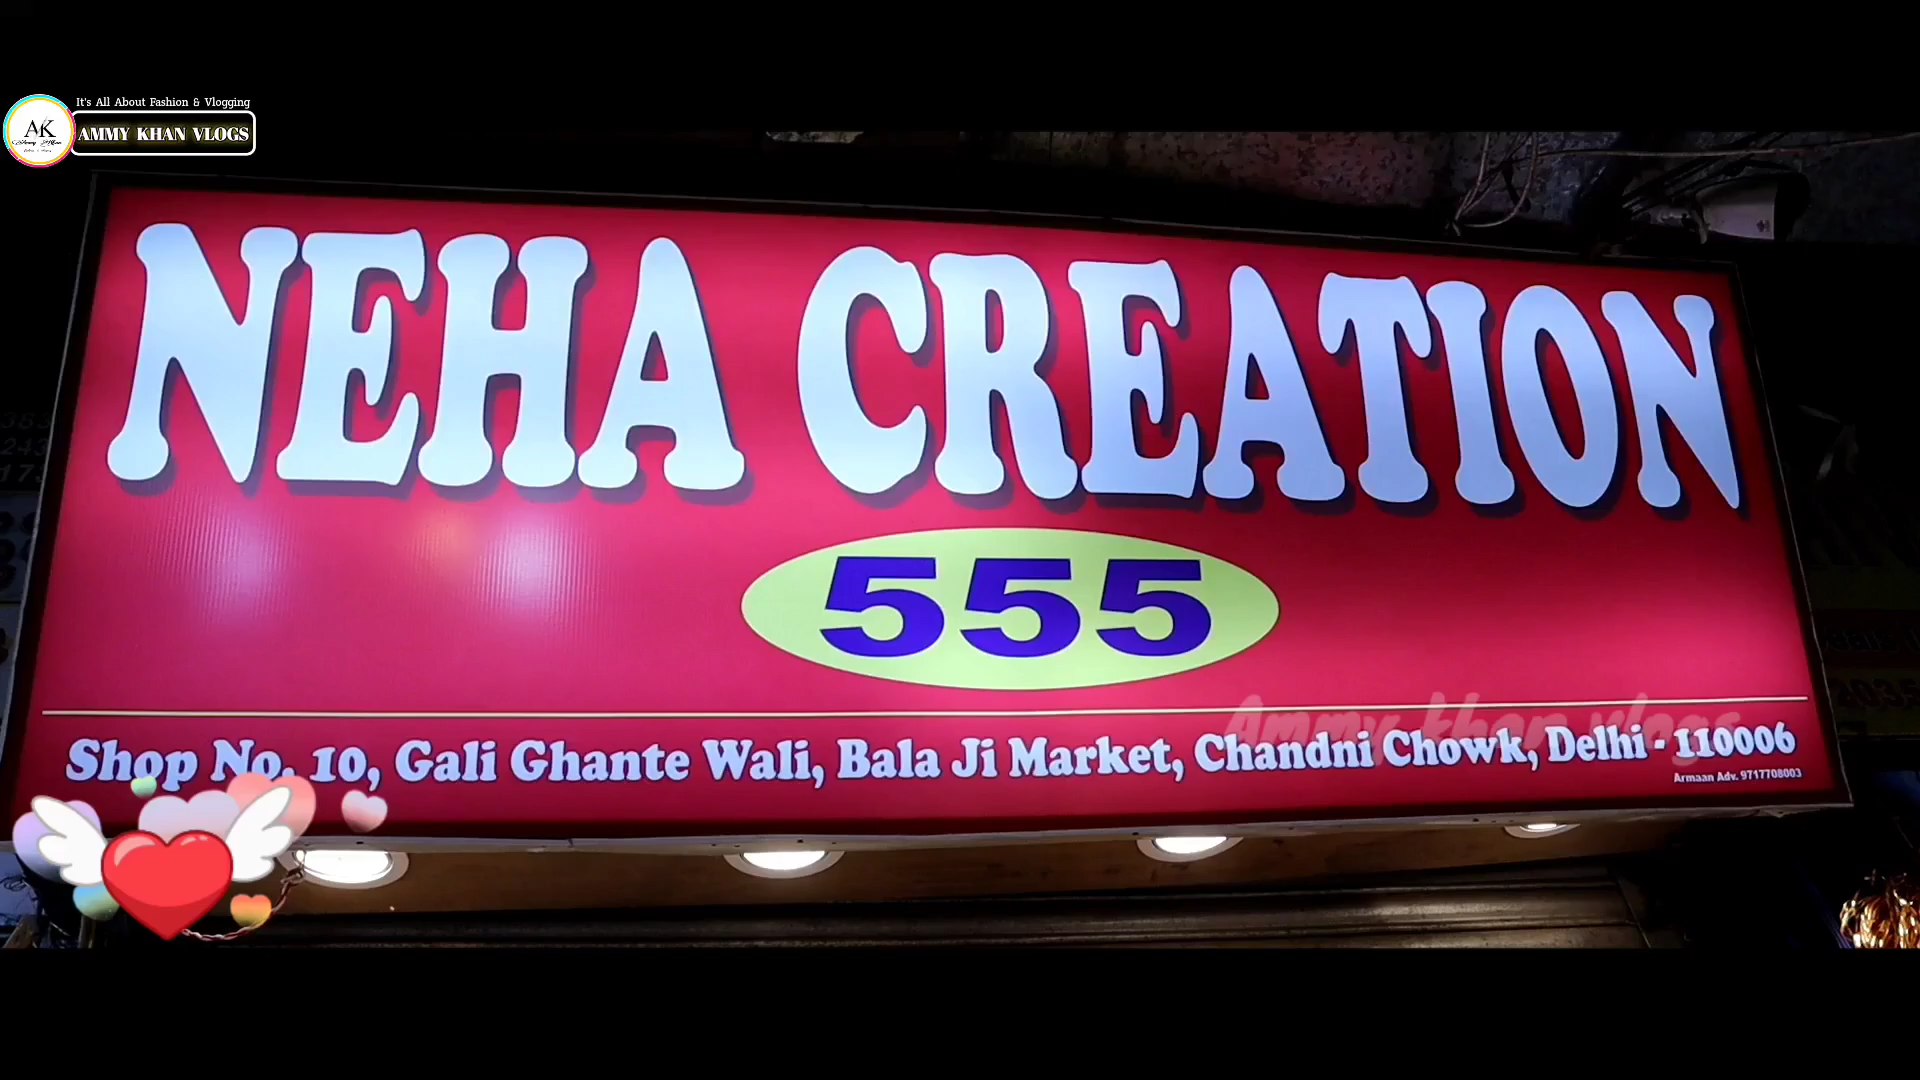 It's All About Fashion & Vlogging
AK
AMMY KHAN VLOGS
NEHA CREATION
555
Ammy khan vlogs
Shop No. 10, Gali Ghante Wali, Bala Ji Market, Chandni Chowk, Delhi - 110006
Armaan Adv. 9717708003